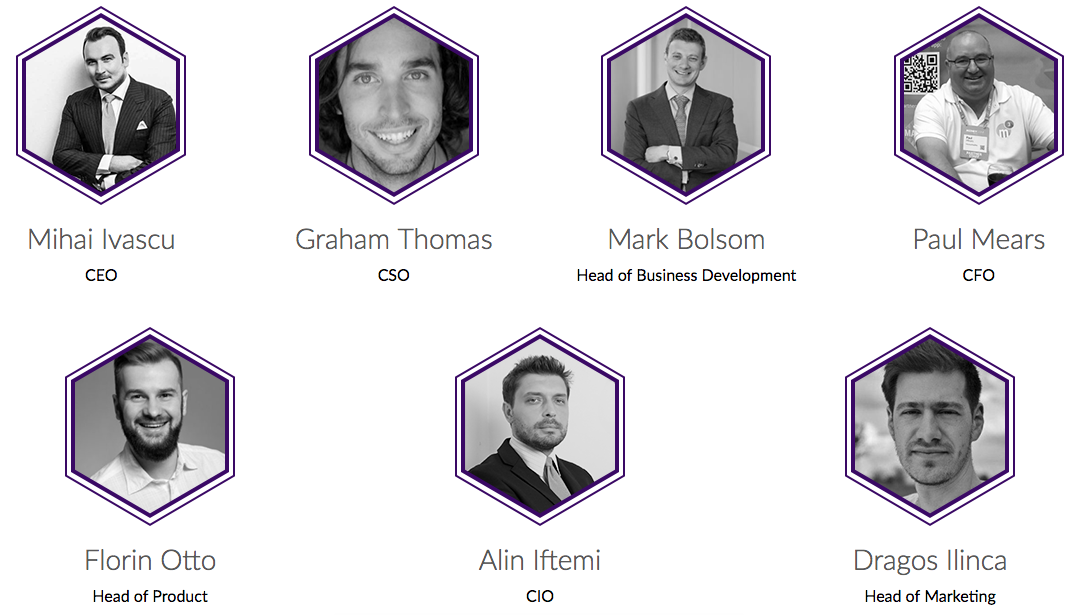 Mihai Ivascu
CEO
Graham Thomas
CSO
Mark Bolsom
Head of Business Development
Paul Mears
CFO
Florin Otto
Head of Product
Alin Iftemi
CIO
Dragos Ilinca
Head of Marketing